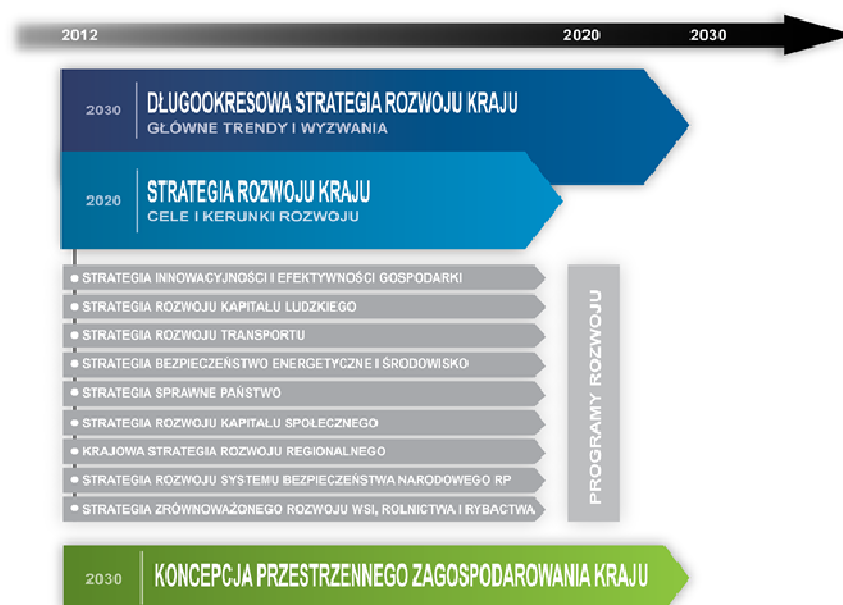 2012 2020 2030
2030 DŁUGOOKRESOWA STRATEGIA ROZWOJU KRAJU
GŁÓWNE TRENDY I WYZWANIA
2020 STRATEGIA ROZWOJU KRAJU
CELE I KERUNKI ROZWOJU
STRATEGIA INNOWACYJNOŚCI I EFEKTYWNOŚCI GOSPODARKI
STRATEGIA ROZWOJU KAPITAŁU LUDZKIEGO
STRATEGIA ROZWOJU TRANSPORTU
STRATEGIA BEZPIECZEŃSTWO ENERGETYCZNE I ŚRODOWISKO
STRATEGIA SPRAWNE PAŃSTWO
STRATEGIA ROZWOJU KAPITAŁU SPOŁECZNEGO
KRAJOWA STRATEGIA ROZWOJU REGIONALNEGO
STRATEGIA ROZWOJU SYSTEMU BEZPIECZEŃSTWA NARODOWEGO RP
STRATEGIA ZRÓWNOWAŻONEGO ROZWOJU WSI, ROLNICTWA I RYBACTWA
PROGRAMY ROZWOJU
2030 KONCEPCJA PRZESTRZENNEGO ZAGOSPODAROWANIA KRAJU